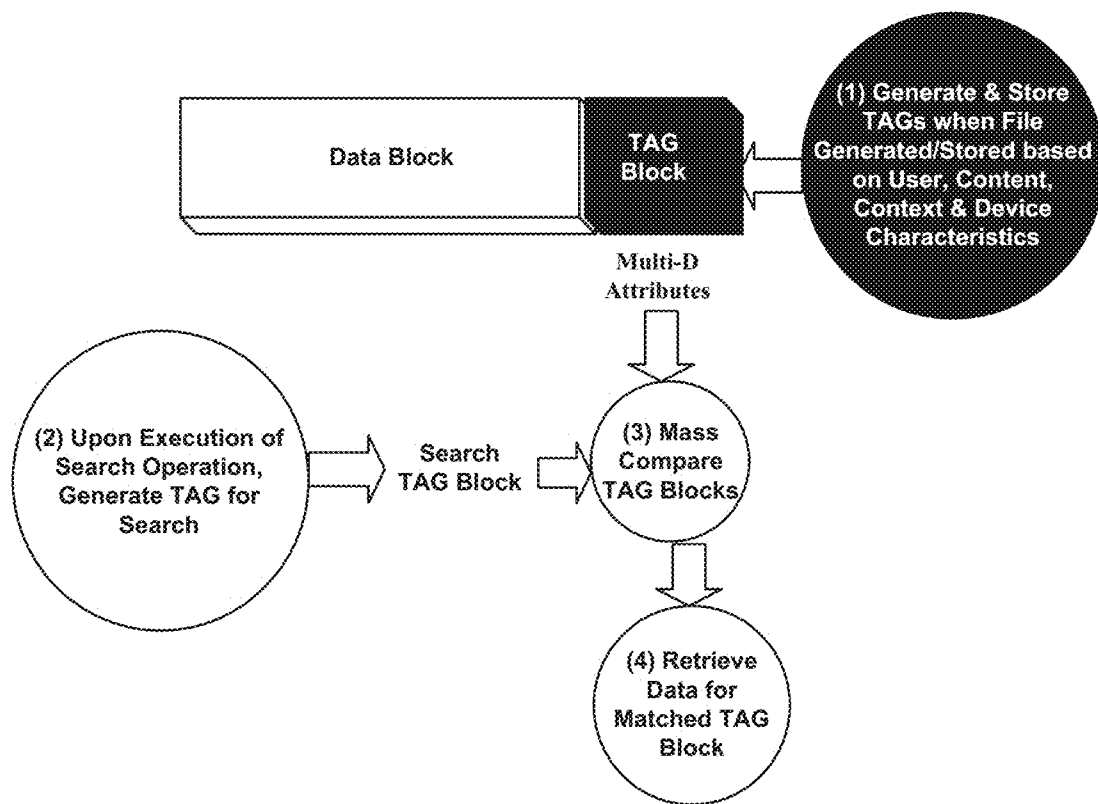 (1) Generate & Store
TAGs when File
Generated/Stored based
on User, Content,
Context & Device
Characteristics
Data Block
TAG
Block
Multi-D
Attributes
(2) Upon Execution of
Search Operation,
Generate TAG for
Search
Search
TAG Block
(3) Mass
Compare
TAG Blocks
(4) Retrieve
Data for
Matched TAG
Block